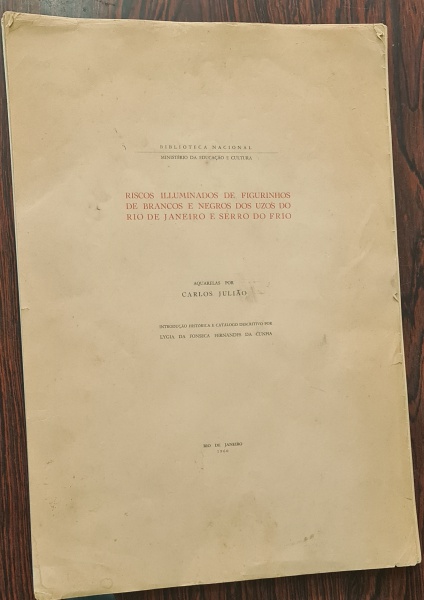 BIBLIOTECA NACIONAL
MINISTÉRIO DA EDUCAÇÃO E CULTURA
RISCOS ILLUMINADOS DE FIGURINHOS
DE BRANCOS E NEGROS DOS UZOS DO
RIO DE JANEIRO E SERRO DO FRIO
AQUARELAS POR
CARLOS JULIÃO
INTRODUÇÃO HISTÓRICA E CATÁLOGO DESCRITIVO POR
LYGIA DA FONSECA FERNANDES DA CUNHA
RIO DE JANEIRO
1960